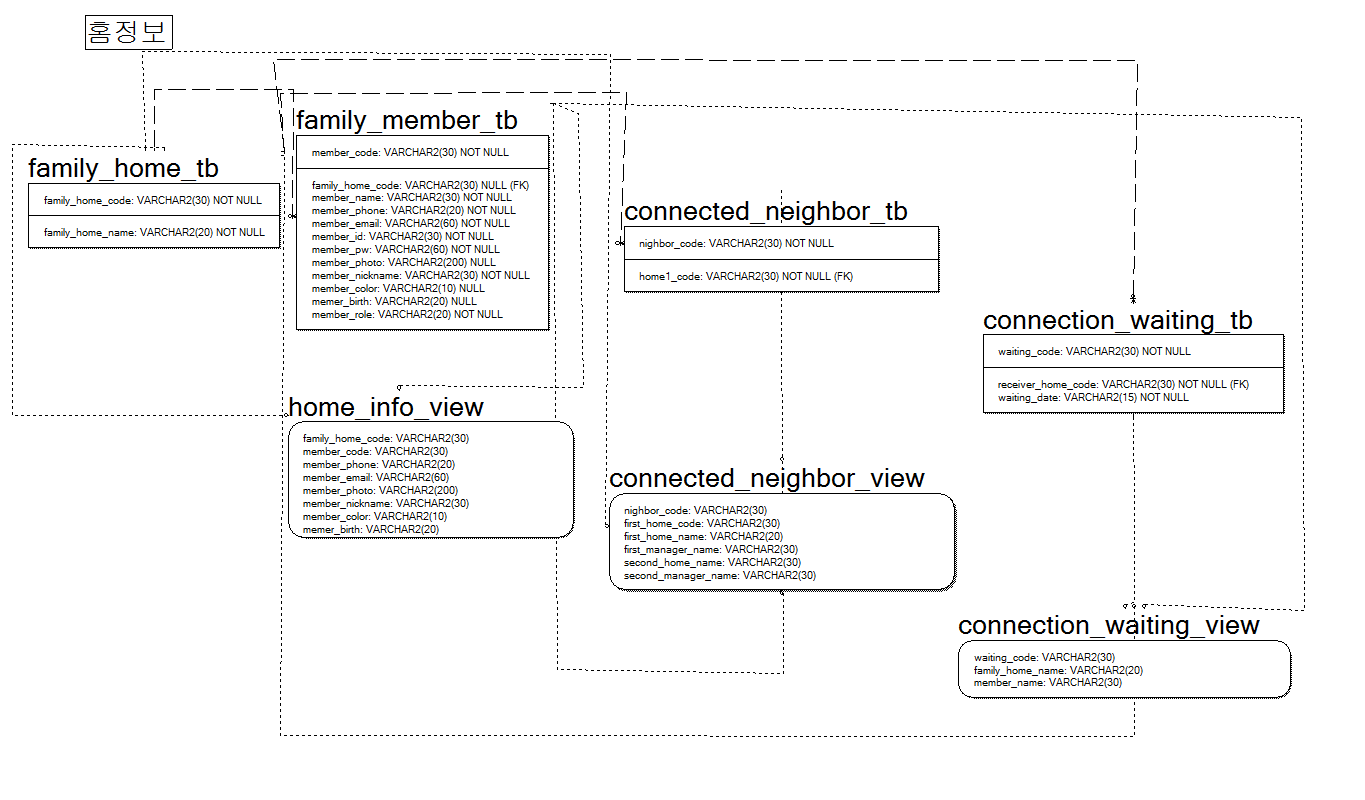 홈정보
family_home_tb
family_home_code: VARCHAR2(30) NOT NULL
family_home_name: VARCHAR2(20) NOT NULL
family_member_tb
member_code: VARCHAR2(30) NOT NULL
family_home_code: VARCHAR2(30) NULL (FK)
member_name: VARCHAR2(30) NOT NULL
member_phone: VARCHAR2(20) NOT NULL
member_email: VARCHAR2(60) NOT NULL
member_id: VARCHAR2(30) NOT NULL
member_pw: VARCHAR2(60) NOT NULL
member_photo: VARCHAR2(200) NULL
member_nickname: VARCHAR2(30) NOT NULL
member_color: VARCHAR2(10) NULL
memer_birth: VARCHAR2(20) NULL
member_role: VARCHAR2(20) NOT NULL
connected_neighbor_tb
nighbor_code: VARCHAR2(30) NOT NULL
home1_code: VARCHAR2(30) NOT NULL (FK)
connection_waiting_tb
waiting_code: VARCHAR2(30) NOT NULL
receiver_home_code: VARCHAR2(30) NOT NULL (FK)
waiting_date: VARCHAR2(15) NOT NULL
home_info_view
family_home_code: VARCHAR2(30)
member_code: VARCHAR2(30)
member_phone: VARCHAR2(20)
member_email: VARCHAR2(60)
member_photo: VARCHAR2(200)
member_nickname: VARCHAR2(30)
member_color: VARCHAR2(10)
memer_birth: VARCHAR2(20)
connected_neighbor_view
nighbor_code: VARCHAR2(30)
first_home_code: VARCHAR2(30)
first_home_name: VARCHAR2(20)
first_manager_name: VARCHAR2(30)
second_home_name: VARCHAR2(30)
second_manager_name: VARCHAR2(30)
connection_waiting_view
waiting_code: VARCHAR2(30)
family_home_name: VARCHAR2(20)
member_name: VARCHAR2(30)